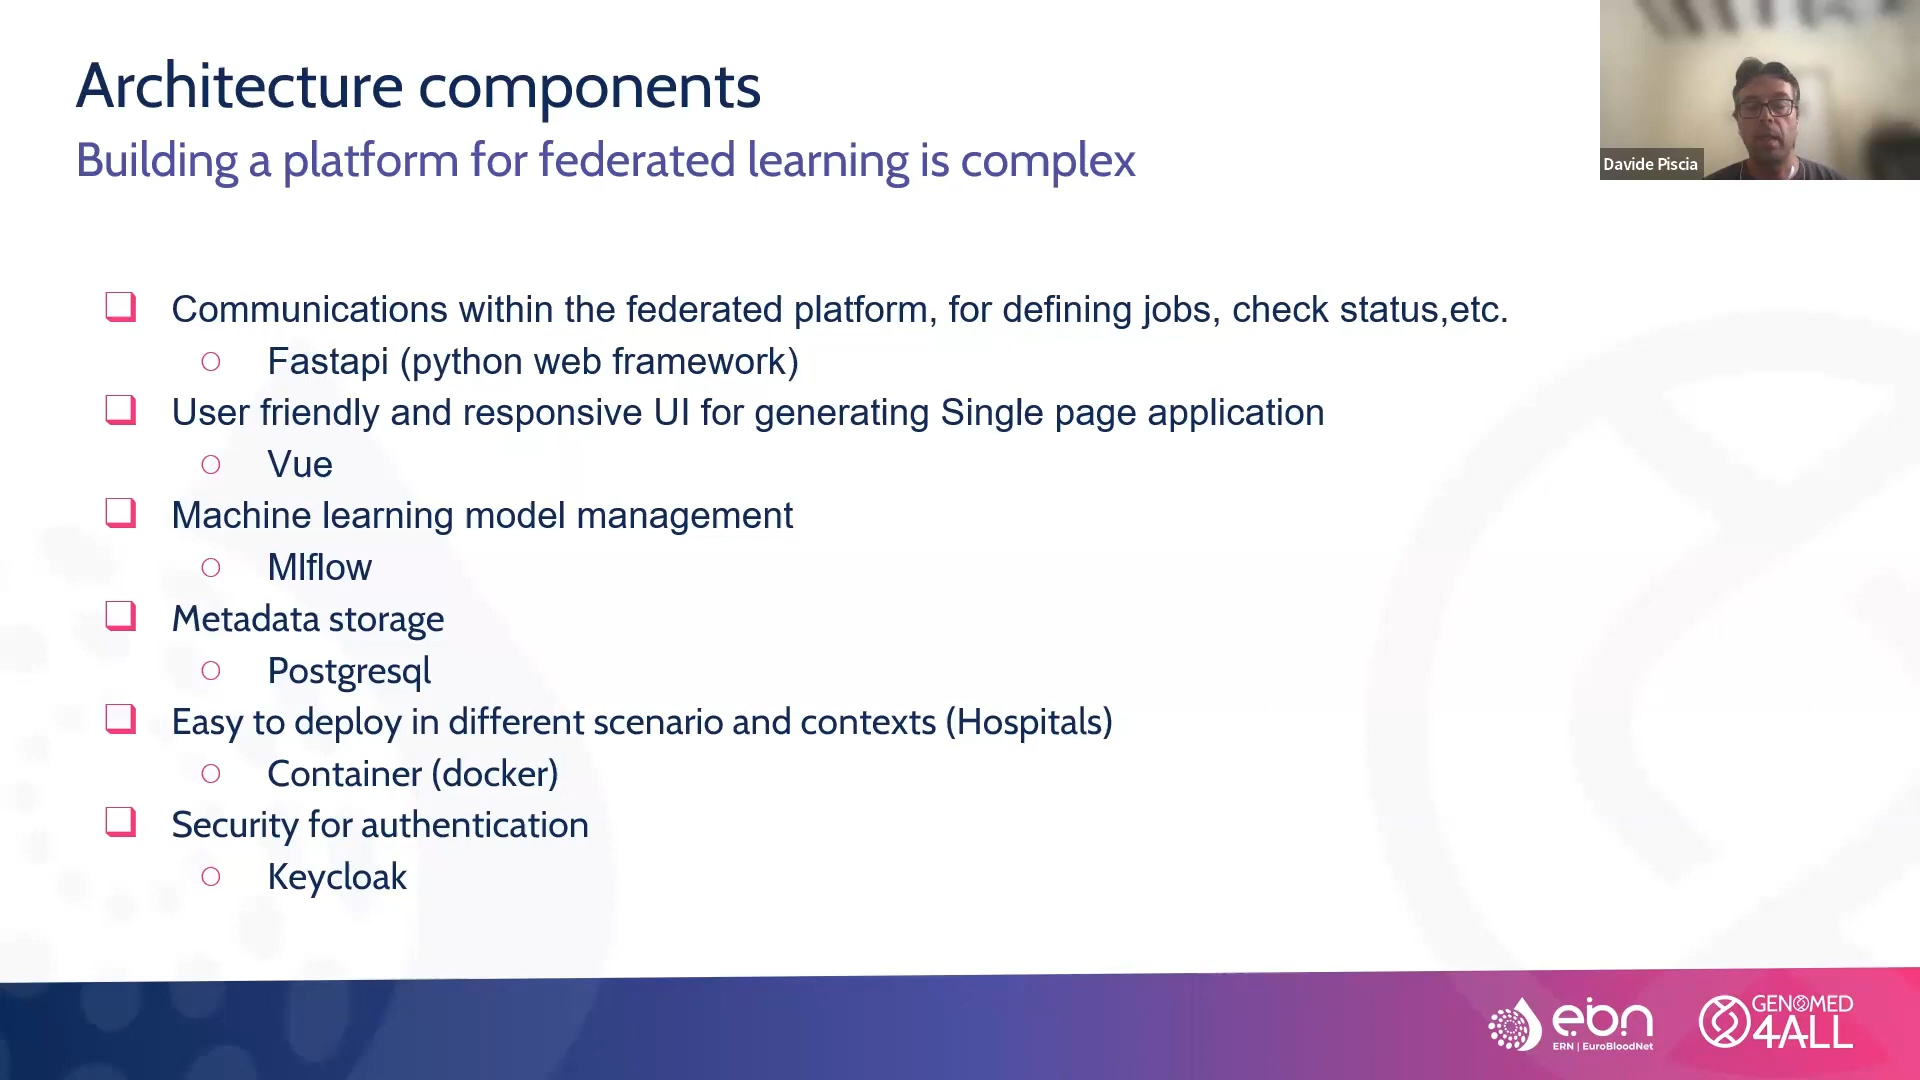 Architecture components
Building a platform for federated learning is complex
Davide Piscia
Communications within the federated platform, for defining jobs, check status,etc.
Fastapi (python web framework)
User friendly and responsive UI for generating Single page application
Vue
Machine learning model management
Mlflow
Metadata storage
Postgresql
Easy to deploy in different scenario and contexts (Hospitals)
Container (docker)
Security for authentication
Keycloak
ebn
ERN | EuroBloodNet
GENOMED
4ALL